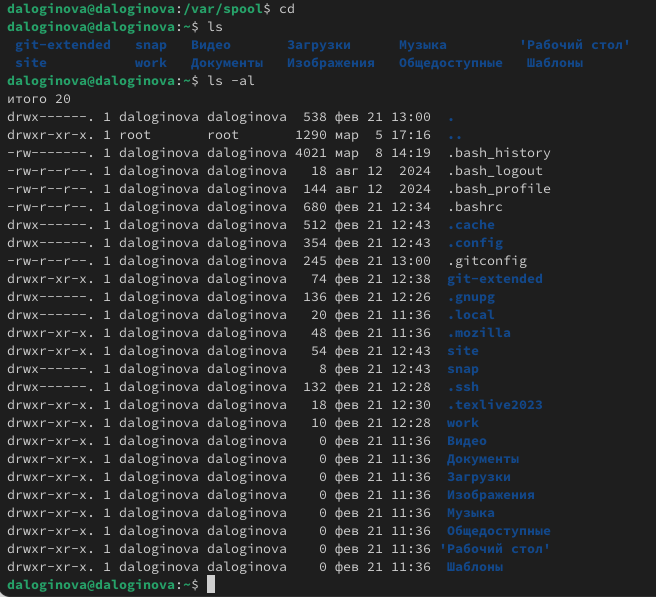 daloginova@daloginova:/var/spool$ cd
daloginova@daloginova:~$ ls
git-extended snap Видео Загрузки Музыка 'Рабочий стол'
site work Документы Изображения Общедоступные Шаблоны
daloginova@daloginova:~$ ls -al
итого 20
drwx------. 1 daloginova daloginova 538 фев 21 13:00 .
drwxr-xr-x. 1 root root 1290 мар 5 17:16 ..
-rw-------. 1 daloginova daloginova 4021 мар 8 14:19 .bash_history
-rw-r--r--. 1 daloginova daloginova 18 авг 12 2024 .bash_logout
-rw-r--r--. 1 daloginova daloginova 144 авг 12 2024 .bash_profile
-rw-r--r--. 1 daloginova daloginova 680 фев 21 12:34 .bashrc
drwx------. 1 daloginova daloginova 512 фев 21 12:43 .cache
drwx------. 1 daloginova daloginova 354 фев 21 12:43 .config
-rw-r--r--. 1 daloginova daloginova 245 фев 21 13:00 .gitconfig
drwxr-xr-x. 1 daloginova daloginova 74 фев 21 12:38 git-extended
drwx------. 1 daloginova daloginova 136 фев 21 12:26 .gnupg
drwx------. 1 daloginova daloginova 20 фев 21 11:36 .local
drwxr-xr-x. 1 daloginova daloginova 48 фев 21 11:36 .mozilla
drwxr-xr-x. 1 daloginova daloginova 54 фев 21 12:43 site
drwx------. 1 daloginova daloginova 8 фев 21 12:43 snap
drwx------. 1 daloginova daloginova 132 фев 21 12:28 .ssh
drwxr-xr-x. 1 daloginova daloginova 18 фев 21 12:30 .texlive2023
drwxr-xr-x. 1 daloginova daloginova 10 фев 21 12:28 work
drwxr-xr-x. 1 daloginova daloginova 0 фев 21 11:36 Видео
drwxr-xr-x. 1 daloginova daloginova 0 фев 21 11:36 Документы
drwxr-xr-x. 1 daloginova daloginova 0 фев 21 11:36 Загрузки
drwxr-xr-x. 1 daloginova daloginova 0 фев 21 11:36 Изображения
drwxr-xr-x. 1 daloginova daloginova 0 фев 21 11:36 Музыка
drwxr-xr-x. 1 daloginova daloginova 0 фев 21 11:36 Общедоступные
drwxr-xr-x. 1 daloginova daloginova 0 фев 21 11:36 'Рабочий стол'
drwxr-xr-x. 1 daloginova daloginova 0 фев 21 11:36 Шаблоны
daloginova@daloginova:~$